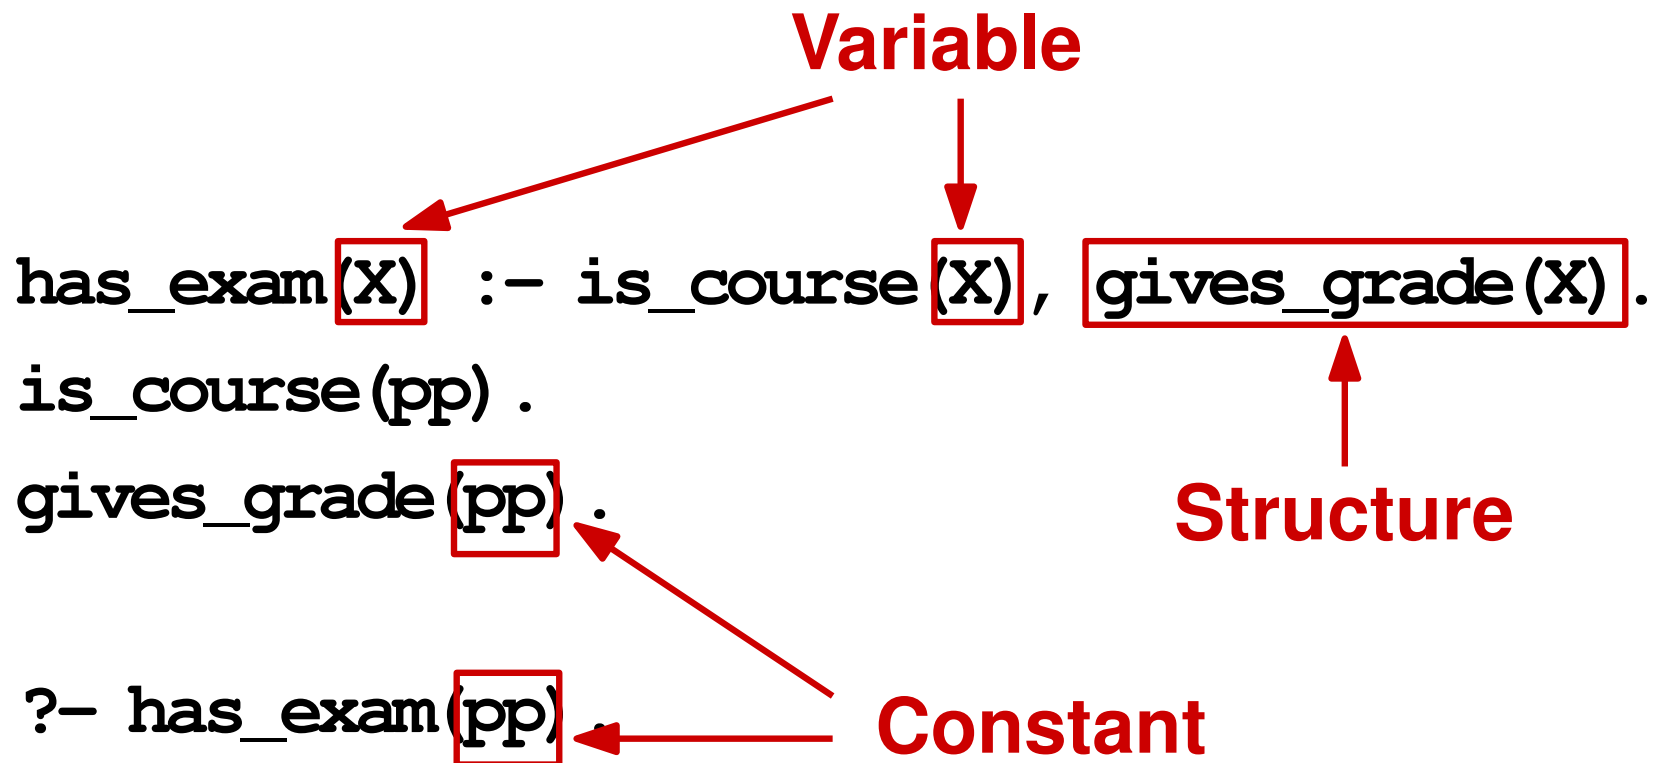 Variable
has_exam(X) :- is_course(X), gives_grade(X).
is_course(pp).
gives_grade(pp).
Structure
?- has_exam(pp).
Constant